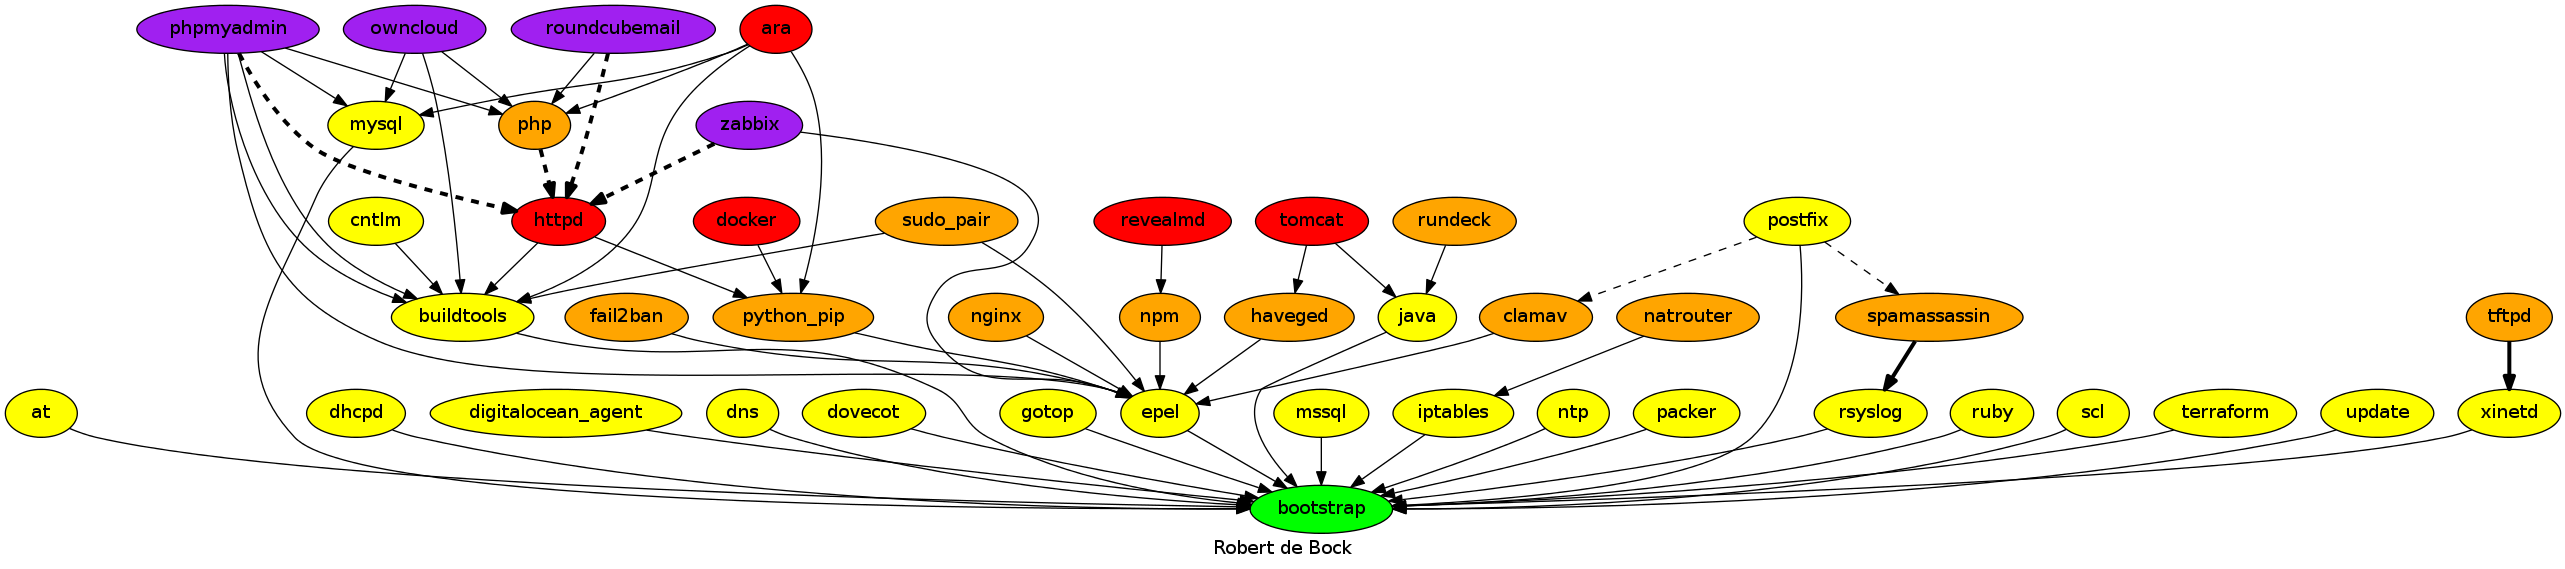 phpmyadmin
owncloud
roundcubemail
ara
mysql
php
zabbix
cntlm
httpd
docker
sudo_pair
revealmd
tomcat
rundeck
postfix
buildtools
fail2ban
python_pip
nginx
npm
haveged
java
clamav
natrouter
spamassassin
tftpd
at
dhcpd
digitalocean_agent
dns
dovecot
gotop
epel
mssql
iptables
ntp
packer
rsyslog
ruby
scl
terraform
update
xinetd
bootstrap
Robert de Bock